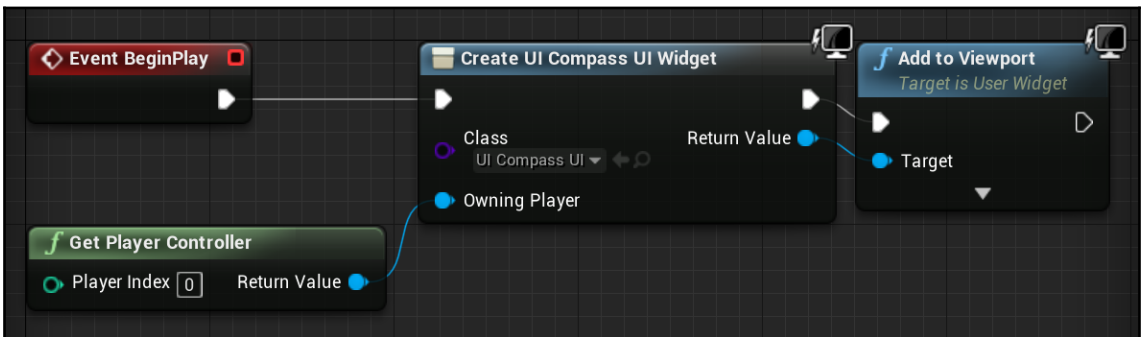 Event BeginPlay
Create UI Compass UI Widget
f Add to Viewport
Target is User Widget
Class
Return Value
UI Compass UI
Target
Owning Player
f Get Player Controller
Player Index 0 Return Value